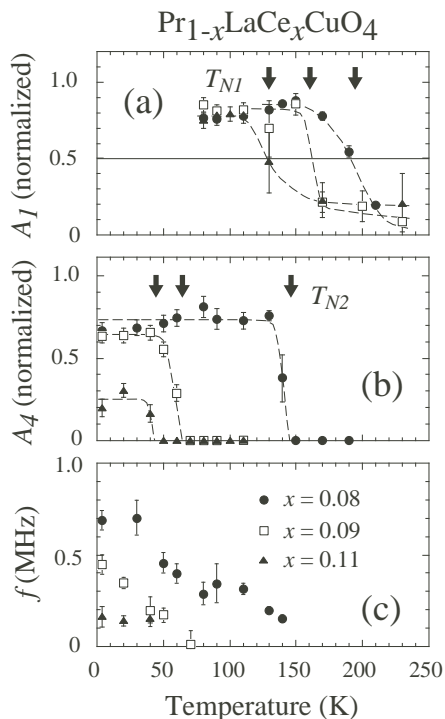 Pr1-xLaCexCuO4
1.0
0.5
0
A1 (normalized)
(a)
TN1
1.0
0.5
0
A4 (normalized)
(b)
TN2
1.0
0.5
0
f (MHz)
(c)
x = 0.08
x = 0.09
x = 0.11
0 50 100 150 200 250
Temperature (K)